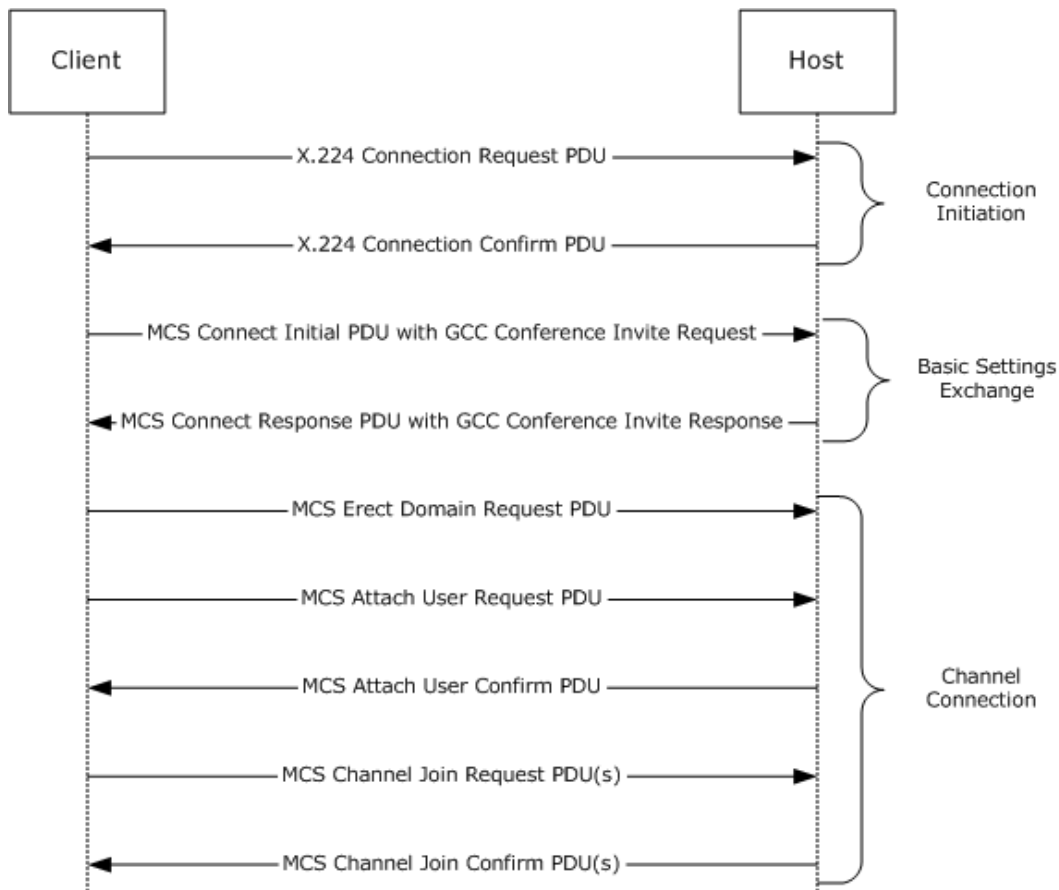 Client
Host
X.224 Connection Request PDU
Connection
Initiation
X.224 Connection Confirm PDU
MCS Connect Initial PDU with GCC Conference Invite Request
Basic Settings
Exchange
MCS Connect Response PDU with GCC Conference Invite Response
MCS Erect Domain Request PDU
MCS Attach User Request PDU
MCS Attach User Confirm PDU
Channel
Connection
MCS Channel Join Request PDU(s)
MCS Channel Join Confirm PDU(s)